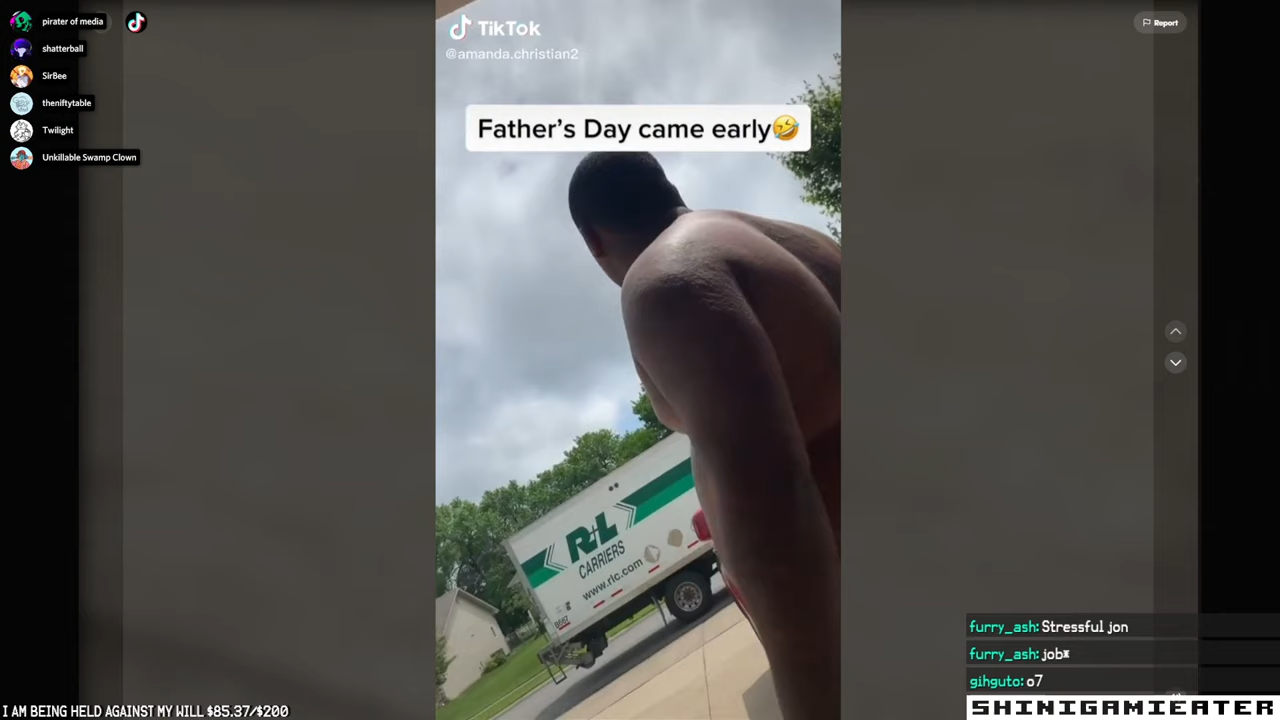 pirater of media
shatterball
SirBee
theniftytable
Twilight
Unkillable Swamp Clown
TikTok
@amanda.christian2
Report
Father's Day came early🤣
R+L
CARRIERS
www.rlc.com
furry_ash: Stressful jon
furry_ash: job*
gihguto: o7
I AM BEING HELD AGAINST MY WILL $85.37/$200
SHINIGAMIEATER